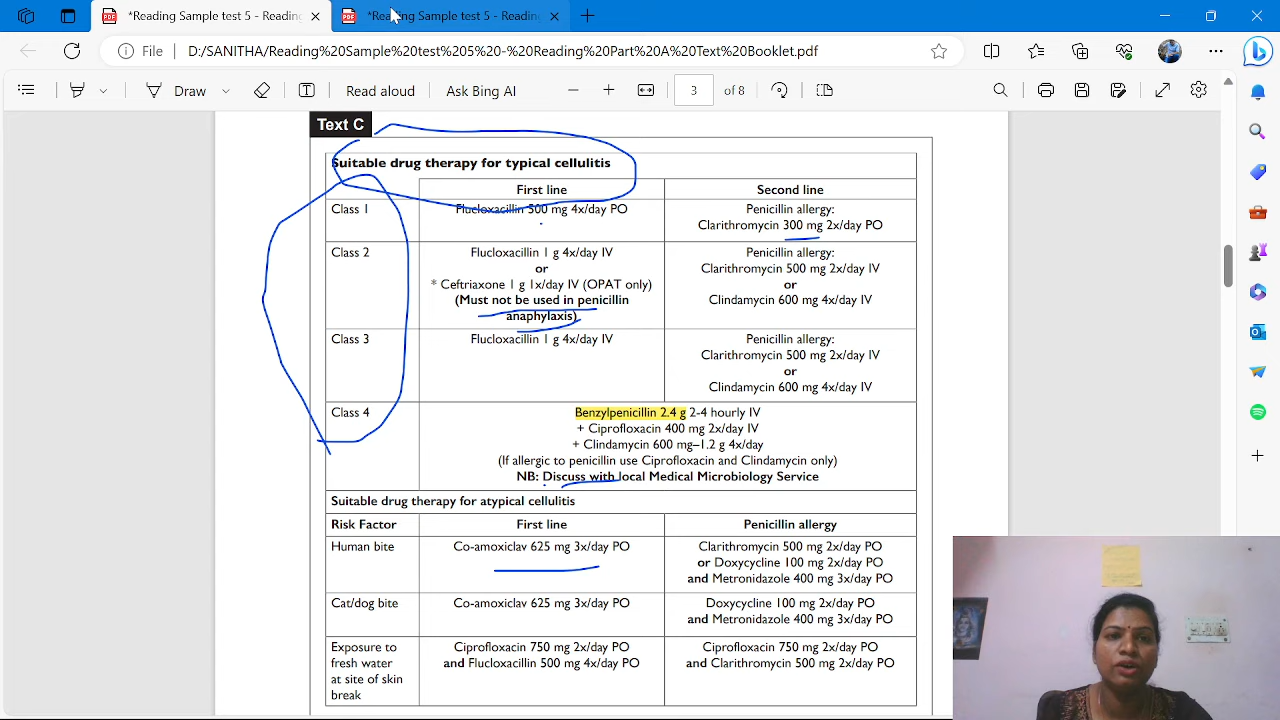 *Reading Sample test 5 - Reading
*Reading Sample test 5 - Reading
File
D:/SANITHA/Reading%20Sample%20test%205%20-%20Reading%20Part%20A%20Text%20Booklet.pdf
Draw
Read aloud
Ask Bing AI
3
of 8
Text C
Suitable drug therapy for typical cellulitis
First line
Second line
Class 1
Flucloxacillin 500 mg 4x/day PO
Penicillin allergy:
Clarithromycin 300 mg 2x/day PO
Class 2
Flucloxacillin 1 g 4x/day IV
or
* Ceftriaxone 1 g 1x/day IV (OPAT only)
(Must not be used in penicillin
anaphylaxis)
Penicillin allergy:
Clarithromycin 500 mg 2x/day IV
or
Clindamycin 600 mg 4x/day IV
Class 3
Flucloxacillin 1 g 4x/day IV
Penicillin allergy:
Clarithromycin 500 mg 2x/day IV
or
Clindamycin 600 mg 4x/day IV
Class 4
Benzylpenicillin 2.4 g 2-4 hourly IV
+ Ciprofloxacin 400 mg 2x/day IV
+ Clindamycin 600 mg–1.2 g 4x/day
(If allergic to penicillin use Ciprofloxacin and Clindamycin only)
NB: Discuss with local Medical Microbiology Service
Suitable drug therapy for atypical cellulitis
Risk Factor
First line
Penicillin allergy
Human bite
Co-amoxiclav 625 mg 3x/day PO
Clarithromycin 500 mg 2x/day PO
or Doxycycline 100 mg 2x/day PO
and Metronidazole 400 mg 3x/day PO
Cat/dog bite
Co-amoxiclav 625 mg 3x/day PO
Doxycycline 100 mg 2x/day PO
and Metronidazole 400 mg 3x/day PO
Exposure to
fresh water
at site of skin
break
Ciprofloxacin 750 mg 2x/day PO
and Flucloxacillin 500 mg 4x/day PO
Ciprofloxacin 750 mg 2x/day PO
and Clarithromycin 500 mg 2x/day PO